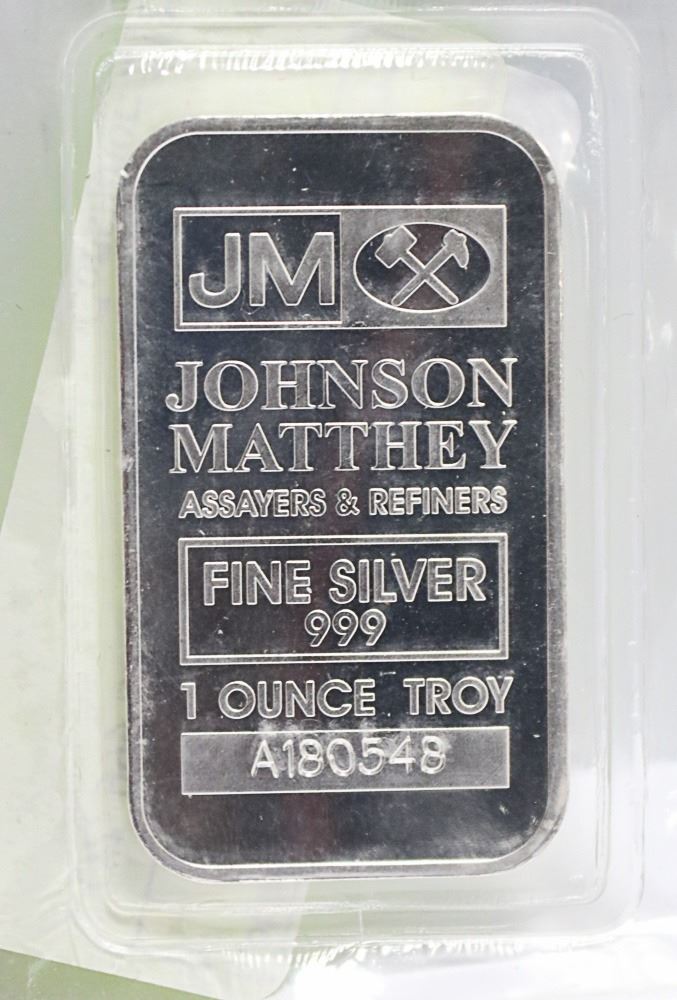 JM
JOHNSON
MATTHEY
ASSAYERS & REFINERS
FINE SILVER
999
1 OUNCE TROY
A180548